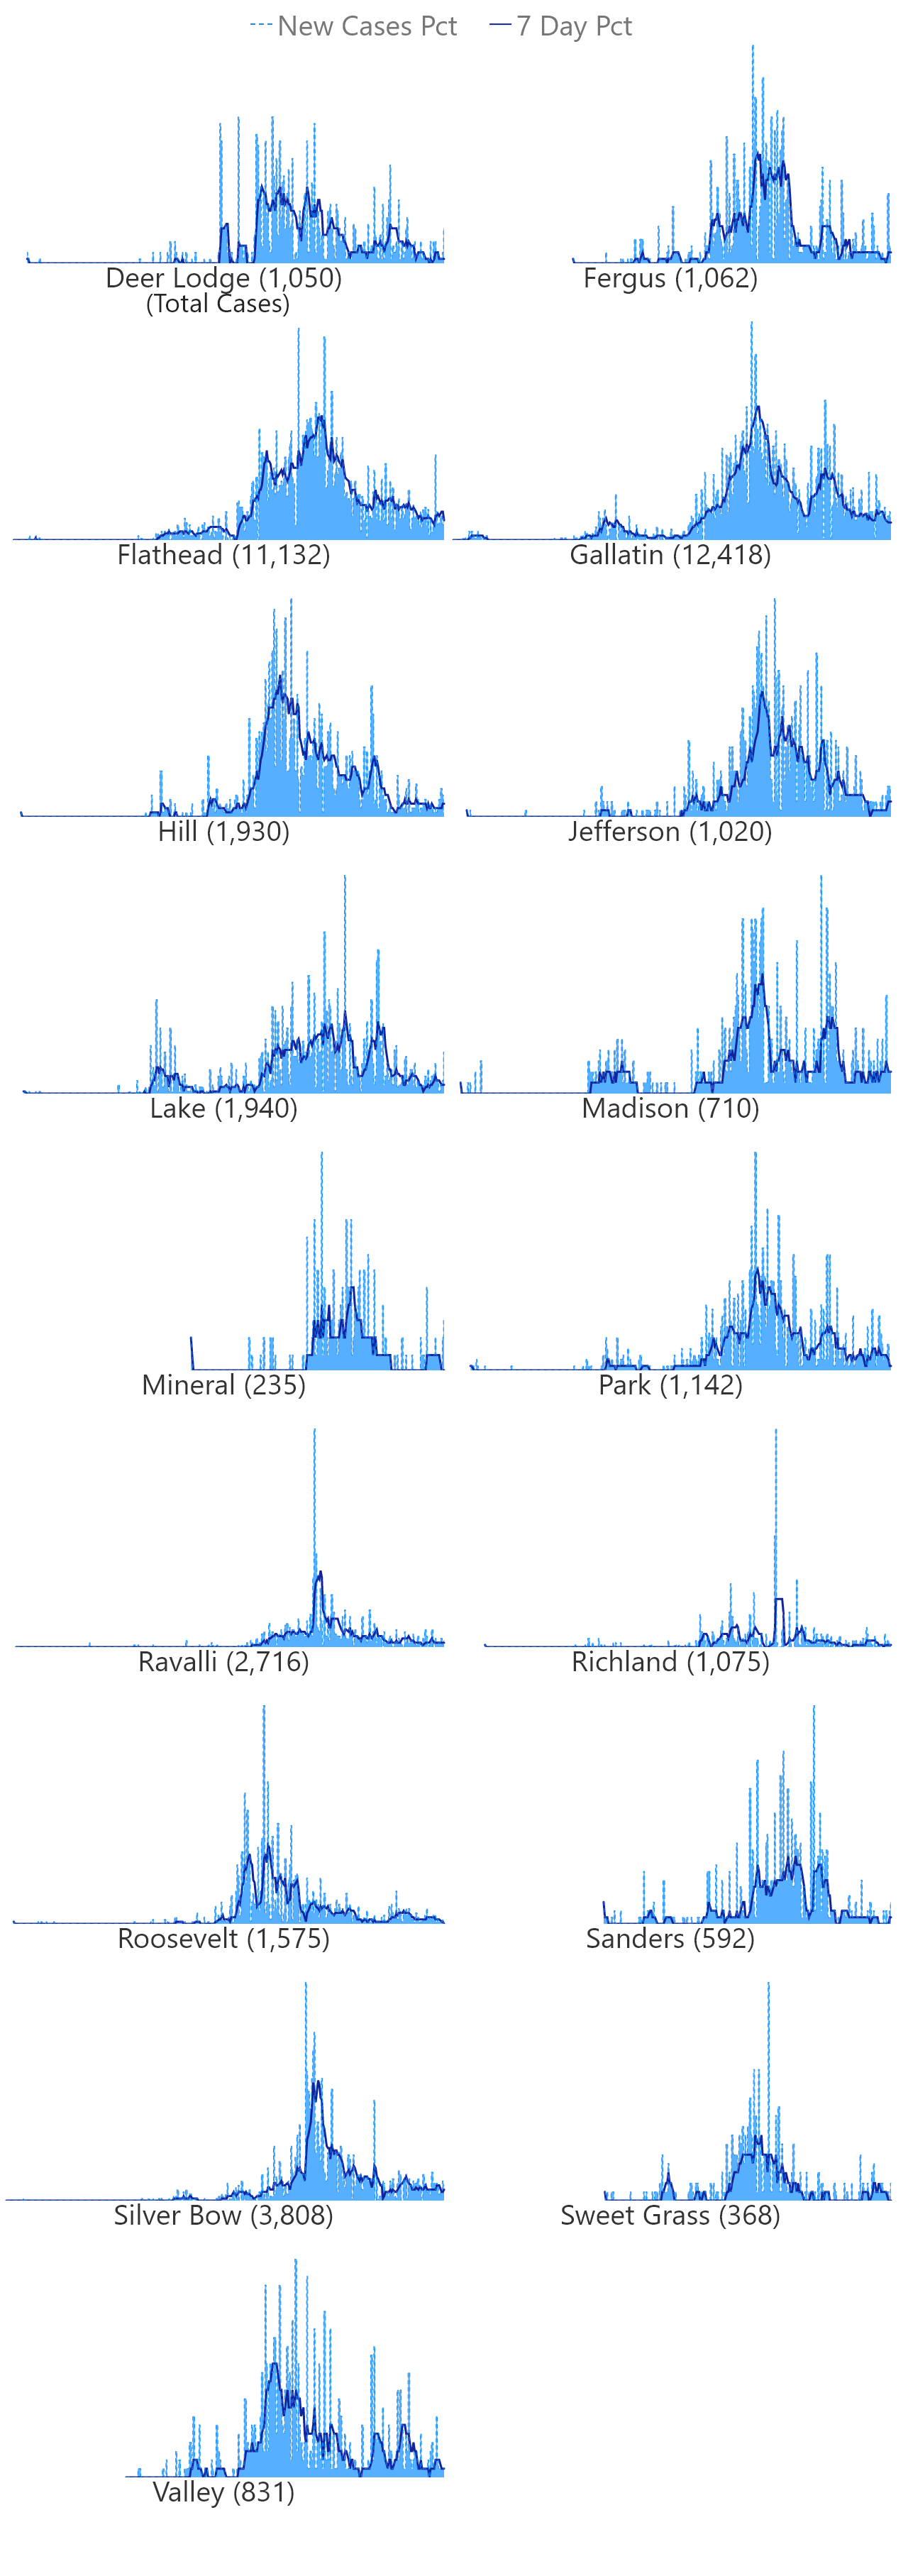 New Cases Pct 7 Day Pct
Deer Lodge (1,050)
(Total Cases)
Fergus (1,062)
Flathead (11,132)
Gallatin (12,418)
Hill (1,930)
Jefferson (1,020)
Lake (1,940)
Madison (710)
Mineral (235)
Park (1,142)
Ravalli (2,716)
Richland (1,075)
Roosevelt (1,575)
Sanders (592)
Silver Bow (3,808)
Sweet Grass (368)
Valley (831)